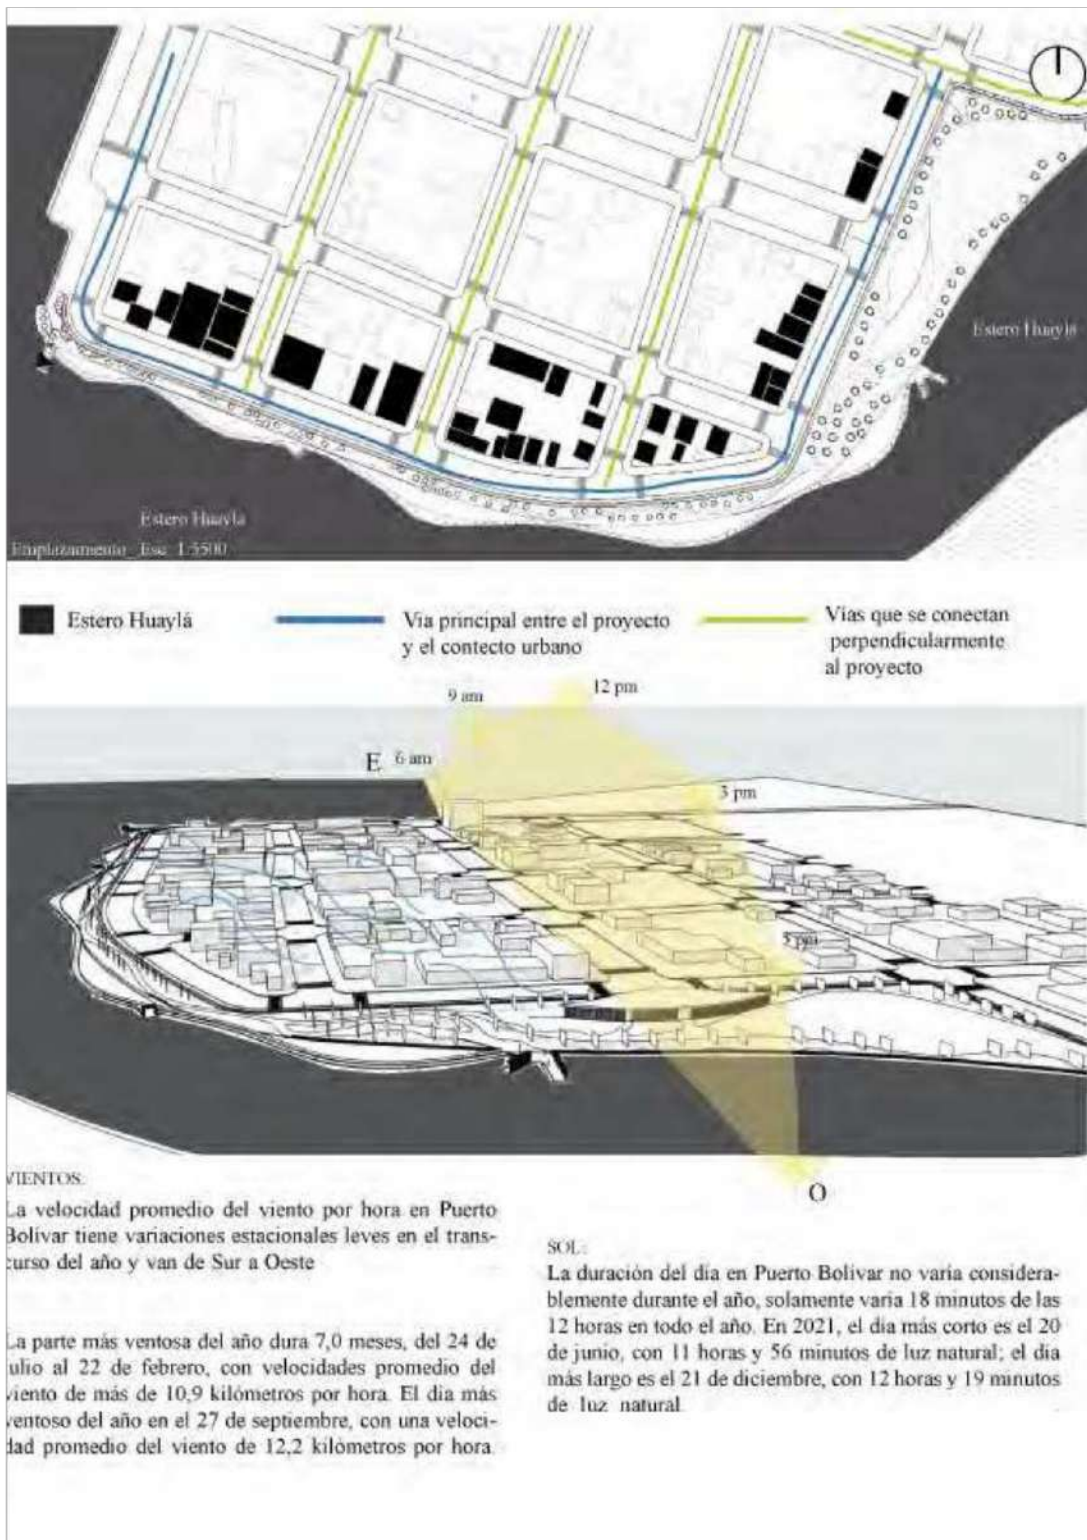 Estero Huaylá
Estero Huayla
Emplazamento_Esc 1:5500
Estero Huaylá
Via principal entre el proyecto
y el contecto urbano
Vías que se conectan
perpendicularmente
al proyecto
12 pm
9 am
E 6 am
3 pm
5 pm
O
VIENTOS:
La velocidad promedio del viento por hora en Puerto
Bolívar tiene variaciones estacionales leves en el trans-
curso del año y van de Sur a Oeste
La parte más ventosa del año dura 7,0 meses, del 24 de
julio al 22 de febrero, con velocidades promedio del
viento de más de 10,9 kilómetros por hora. El día más
ventoso del año en el 27 de septiembre, con una veloci-
dad promedio del viento de 12,2 kilómetros por hora.
SOL:
La duración del día en Puerto Bolívar no varía considera-
blemente durante el año, solamente varía 18 minutos de las
12 horas en todo el año. En 2021, el día más corto es el 20
de junio, con 11 horas y 56 minutos de luz natural; el día
más largo es el 21 de diciembre, con 12 horas y 19 minutos
de luz natural.